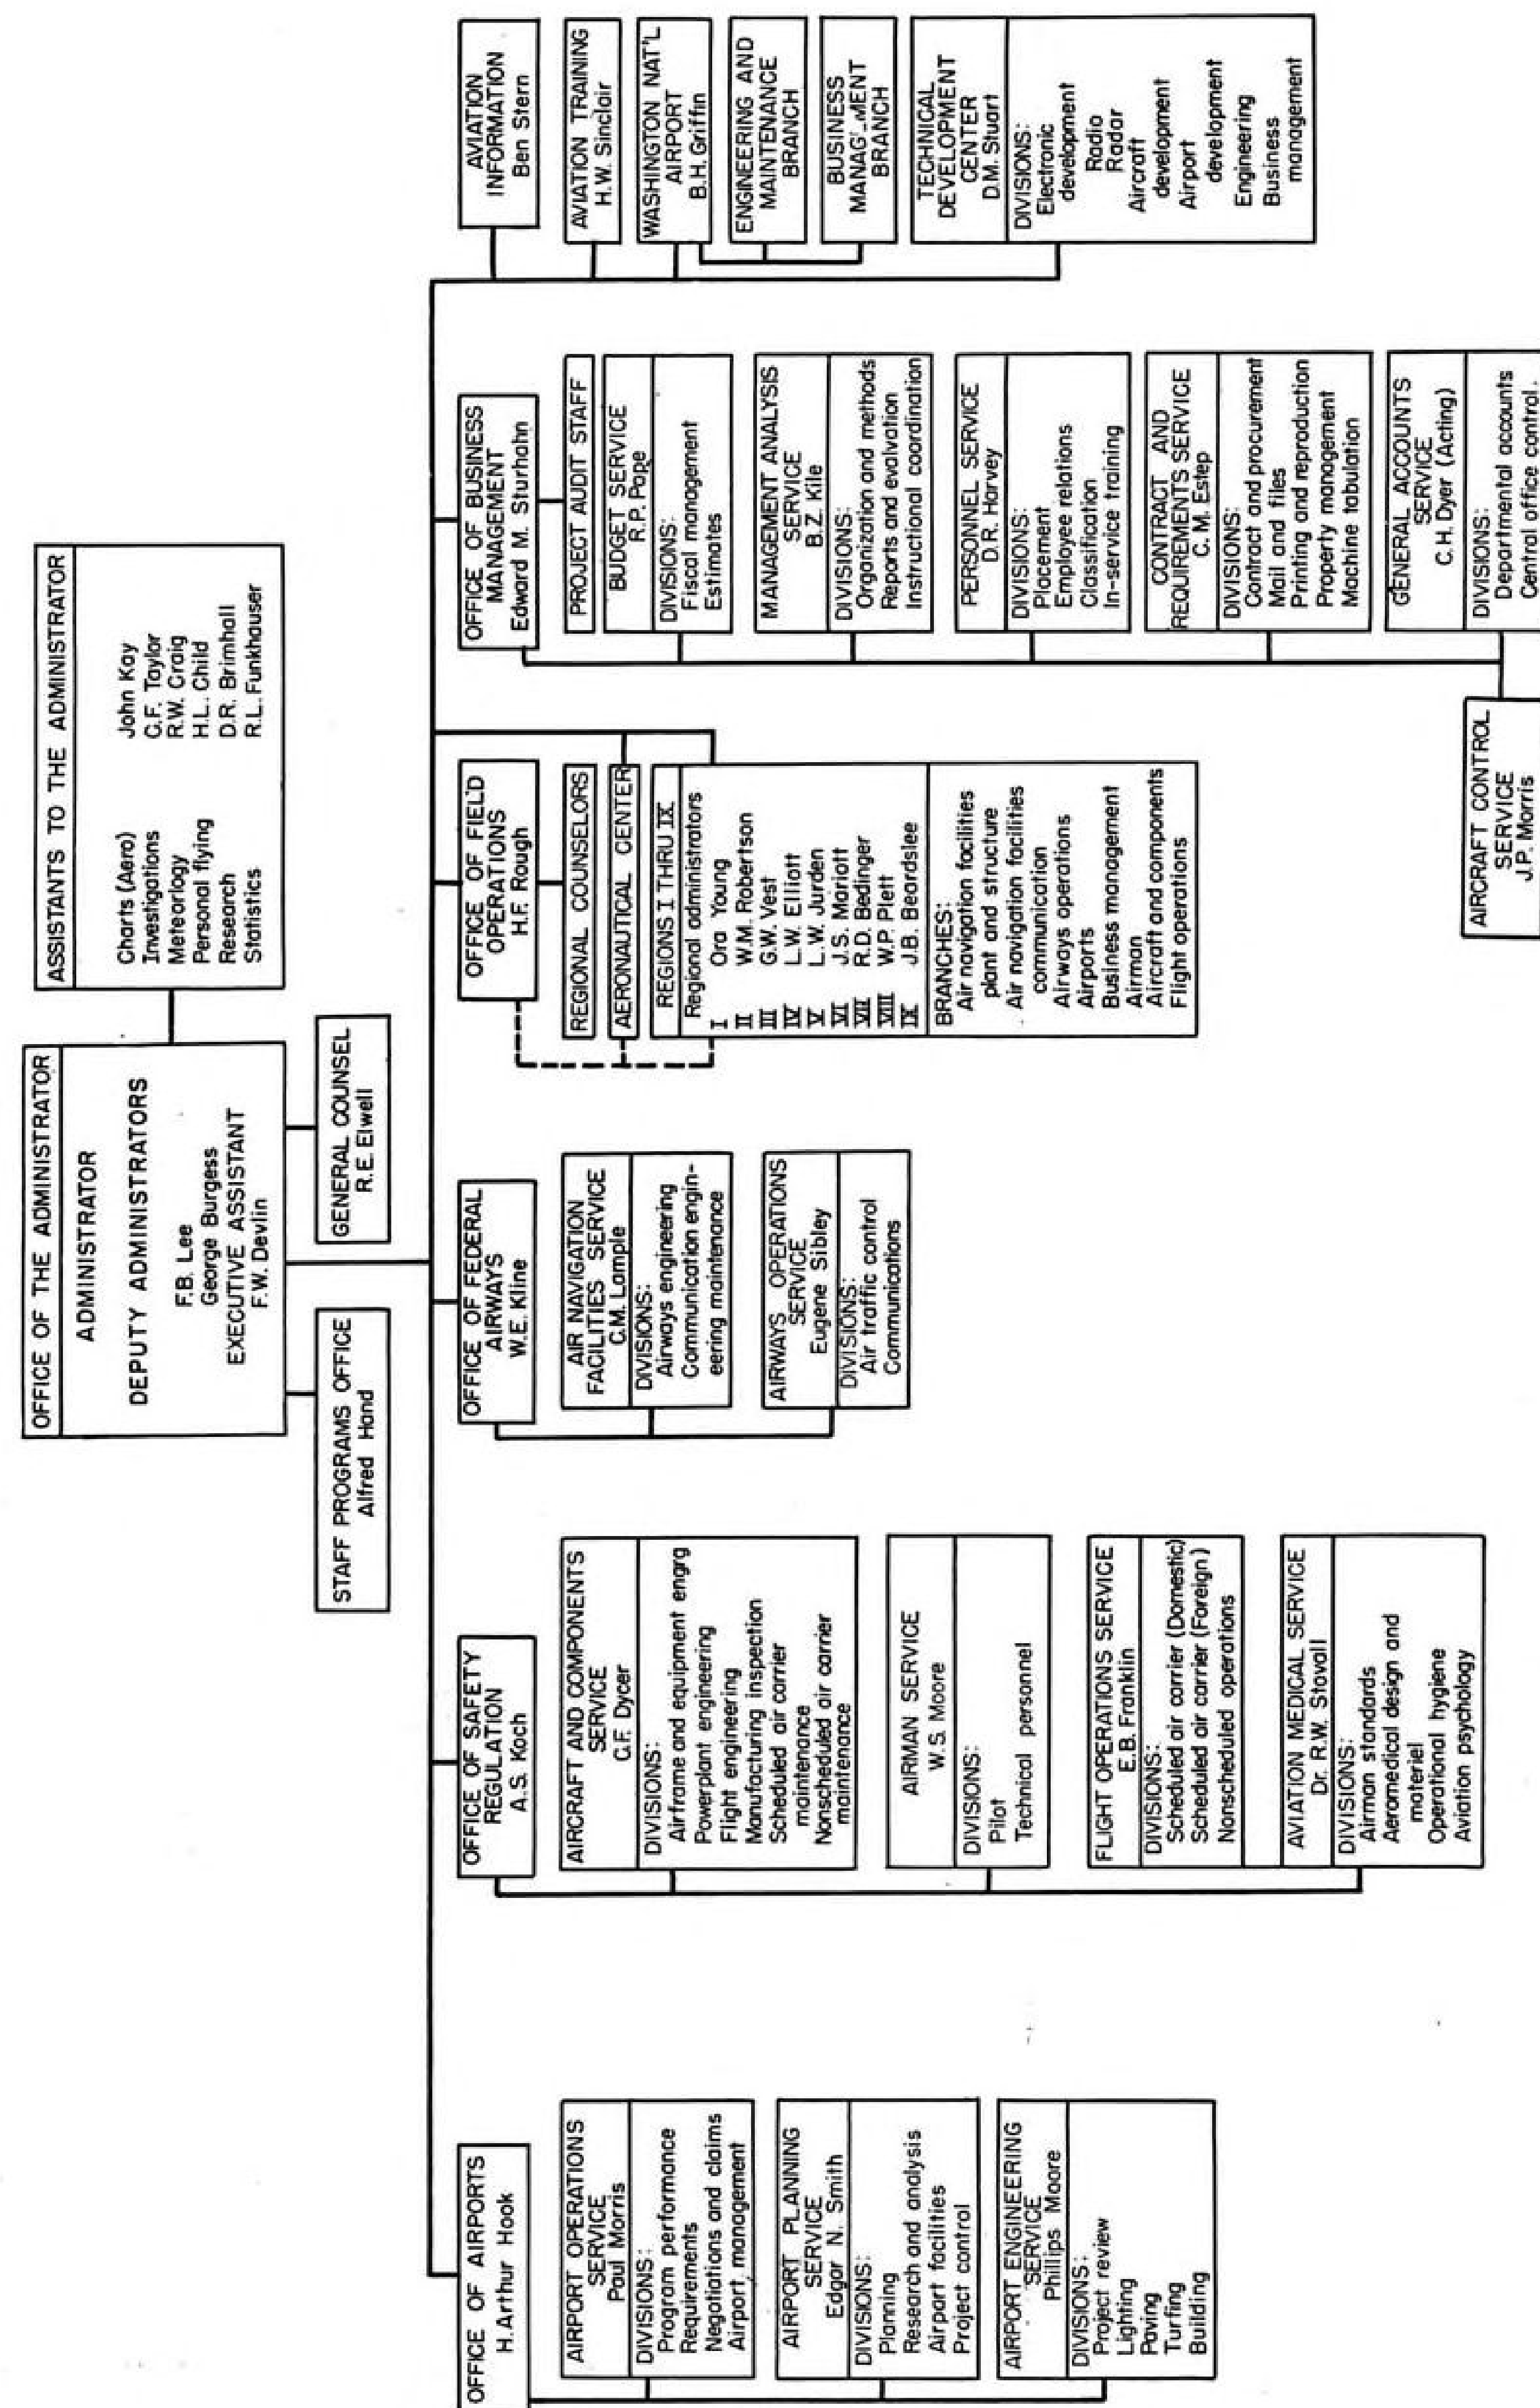 OFFICE OF THE ADMINISTRATOR
ADMINISTRATOR
DEPUTY ADMINISTRATORS
F.B. Lee
George Burgess
EXECUTIVE ASSISTANT
F.W. Devlin
ASSISTANTS TO THE ADMINISTRATOR
Charts (Aero) John Kay
Investigations G.F. Taylor
Meteorlogy R.W. Craig
Personal flying H.L. Child
Research D.R. Brimhall
Statistics R.L. Funkhauser
STAFF PROGRAMS OFFICE
Alfred Hand
GENERAL COUNSEL
R.E. Elwell
OFFICE OF AIRPORTS
H. Arthur Hook
AIRPORT OPERATIONS
SERVICE
Paul Morris
DIVISIONS:
Program performance
Requirements
Negotiations and claims
Airport management
AIRPORT PLANNING
SERVICE
Edgar N. Smith
DIVISIONS:
Planning
Research and analysis
Airport facilities
Project control
AIRPORT ENGINEERING
SERVICE
Phillips Moore
DIVISIONS:
Project review
Lighting
Paving
Turfing
Building
OFFICE OF SAFETY
REGULATION
A.S. Koch
AIRCRAFT AND COMPONENTS
SERVICE
G.F. Dycer
DIVISIONS:
Airframe and equipment engrg
Powerplant engineering
Flight engineering
Manufacturing inspection
Scheduled air carrier
maintenance
Nonscheduled air carrier
maintenance
AIRMAN SERVICE
W.S. Moore
DIVISIONS:
Pilot
Technical personnel
FLIGHT OPERATIONS SERVICE
E.B. Franklin
DIVISIONS:
Scheduled air carrier (Domestic)
Scheduled air carrier (Foreign)
Nonscheduled operations
AVIATION MEDICAL SERVICE
Dr. R.W. Stovall
DIVISIONS:
Airman standards
Aeromedical design and
materiel
Operational hygiene
Aviation psychology
OFFICE OF FEDERAL
AIRWAYS
W.E. Kline
AIR NAVIGATION
FACILITIES SERVICE
C.M. Lample
DIVISIONS:
Airways engineering
Communication engin-
eering maintenance
AIRWAYS OPERATIONS
SERVICE
Eugene Sibley
DIVISIONS:
Air traffic control
Communications
OFFICE OF FIELD
OPERATIONS
H.F. Rough
REGIONAL COUNSELORS
AERONAUTICAL CENTER
REGIONS I THRU IX
Regional administrators
I Ora Young
II W.M. Robertson
III G.W. Vest
IV L.W. Elliott
V L.W. Jurden
VI J.S. Mariott
VII R.D. Bedinger
VIII W.P. Plett
IX J.B. Beardslee
BRANCHES:
Air navigation facilities
plant and structure
Air navigation facilities
communication
Airways operations
Airports
Business management
Airman
Aircraft and components
Flight operations
OFFICE OF BUSINESS
MANAGEMENT
Edward M. Sturhahn
PROJECT AUDIT STAFF
BUDGET SERVICE
R.P. Pope
DIVISIONS:
Fiscal management
Estimates
MANAGEMENT ANALYSIS
SERVICE
B.Z. Kile
DIVISIONS:
Organization and methods
Reports and evalvation
Instructional coordination
PERSONNEL SERVICE
D.R. Harvey
DIVISIONS:
Placement
Employee relations
Classification
In-service training
CONTRACT AND
REQUIREMENTS SERVICE
C.M. Estep
DIVISIONS:
Contract and procurement
Mail and files
Printing and reproduction
Property management
Machine tabulation
GENERAL ACCOUNTS
SERVICE
C.H. Dyer (Acting)
DIVISIONS:
Departmental accounts
Central office control.
AIRCRAFT CONTROL
SERVICE
J.P. Morris
AVIATION
INFORMATION
Ben Stern
AVIATION TRAINING
H.W. Sinclair
WASHINGTON NAT'L
AIRPORT
B.H. Griffin
ENGINEERING AND
MAINTENANCE
BRANCH
BUSINESS
MANAG'MENT
BRANCH
TECHNICAL
DEVELOPMENT
CENTER
D.M. Stuart
DIVISIONS:
Electronic
development
Radio
Radar
Aircraft
development
Airport
development
Engineering
Business
management